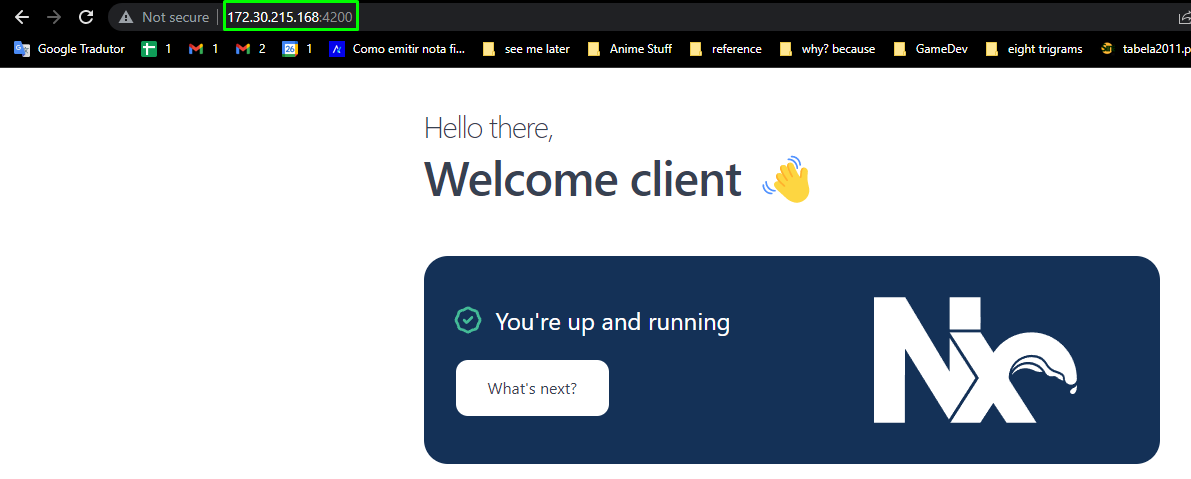 Not secure | 172.30.215.168:4200
Google Tradutor 1 1 2 26 1 Como emitir nota fi... see me later Anime Stuff reference why? because GameDev eight trigrams tabela2011.p
Hello there,
Welcome client 👋
You're up and running
What's next?
Nx